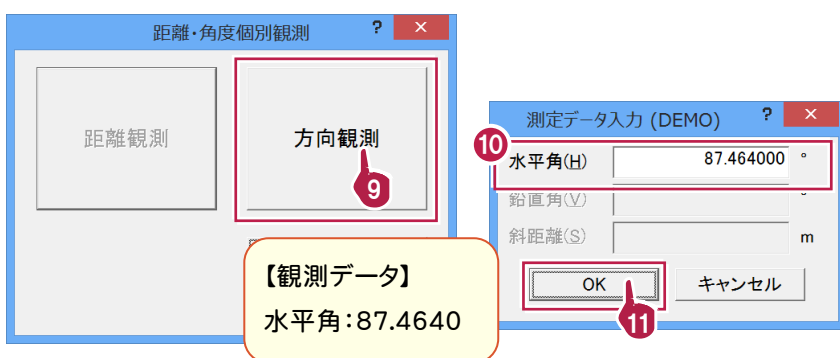 距離・角度個別観測 ? ×
距離観測
方向観測
9
【観測データ】
水平角：87.4640
測定データ入力 (DEMO) ? ×
10
水平角(H) 87.464000 °
鉛直角(V) °
斜距離(S) m
OK キャンセル
11